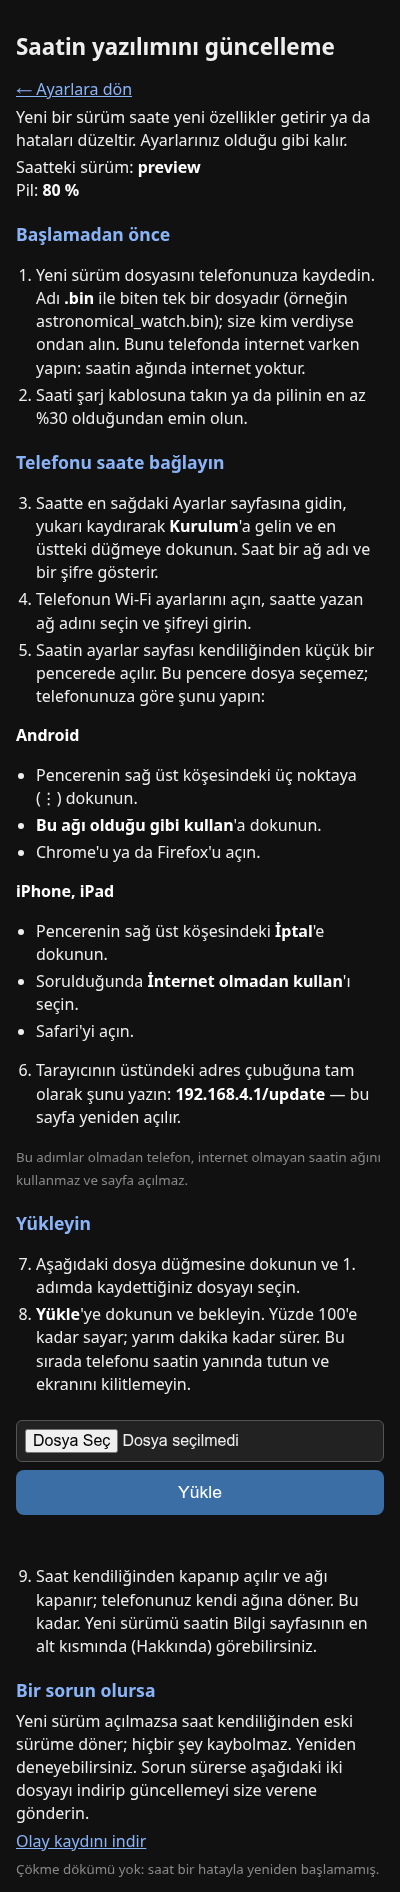 Saatin yazılımını güncelleme
← Ayarlara dön
Yeni bir sürüm saate yeni özellikler getirir ya da
hataları düzeltir. Ayarlarınız olduğu gibi kalır.
Saatteki sürüm: preview
Pil: 80 %
Başlamadan önce
1. Yeni sürüm dosyasını telefonunuza kaydedin.
Adı .bin ile biten tek bir dosyadır (örneğin
astronomical_watch.bin); size kim verdiyse
ondan alın. Bunu telefonda internet varken
yapın: saatin ağında internet yoktur.
2. Saati şarj kablosuna takın ya da pilinin en az
%30 olduğundan emin olun.
Telefonu saate bağlayın
3. Saatte en sağdaki Ayarlar sayfasına gidin,
yukarı kaydırarak Kurulum'a gelin ve en
üstteki düğmeye dokunun. Saat bir ağ adı ve
bir şifre gösterir.
4. Telefonun Wi-Fi ayarlarını açın, saatte yazan
ağ adını seçin ve şifreyi girin.
5. Saatin ayarlar sayfası kendiliğinden küçük bir
pencerede açılır. Bu pencere dosya seçemez;
telefonunuza göre şunu yapın:
Android
• Pencerenin sağ üst köşesindeki üç noktaya
(⋮) dokunun.
• Bu ağı olduğu gibi kullan'a dokunun.
• Chrome'u ya da Firefox'u açın.
iPhone, iPad
• Pencerenin sağ üst köşesindeki İptal'e
dokunun.
• Sorulduğunda İnternet olmadan kullan'ı
seçin.
• Safari'yi açın.
6. Tarayıcının üstündeki adres çubuğuna tam
olarak şunu yazın: 192.168.4.1/update — bu
sayfa yeniden açılır.
Bu adımlar olmadan telefon, internet olmayan saatin ağını
kullanmaz ve sayfa açılmaz.
Yükleyin
7. Aşağıdaki dosya düğmesine dokunun ve 1.
adımda kaydettiğiniz dosyayı seçin.
8. Yükle'ye dokunun ve bekleyin. Yüzde 100'e
kadar sayar; yarım dakika kadar sürer. Bu
sırada telefonu saatin yanında tutun ve
ekranını kilitlemeyin.
Dosya Seç Dosya seçilmedi
Yükle
9. Saat kendiliğinden kapanıp açılır ve ağı
kapanır; telefonunuz kendi ağına döner. Bu
kadar. Yeni sürümü saatin Bilgi sayfasının en
alt kısmında (Hakkında) görebilirsiniz.
Bir sorun olursa
Yeni sürüm açılmazsa saat kendiliğinden eski
sürüme döner; hiçbir şey kaybolmaz. Yeniden
deneyebilirsiniz. Sorun sürerse aşağıdaki iki
dosyayı indirip güncellemeyi size verene
gönderin.
Olay kaydını indir
Çökme dökümü yok: saat bir hatayla yeniden başlamamış.